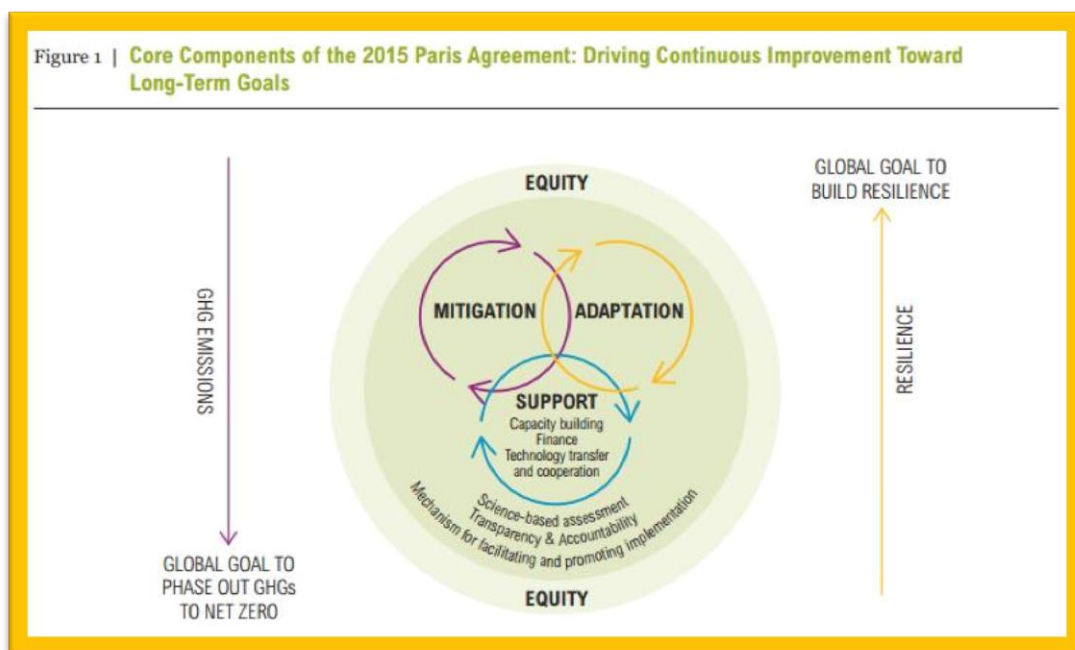 Figure 1 | Core Components of the 2015 Paris Agreement: Driving Continuous Improvement Toward
Long-Term Goals
GHG EMISSIONS
GLOBAL GOAL TO
PHASE OUT GHGs
TO NET ZERO
EQUITY
MITIGATION
ADAPTATION
SUPPORT
Capacity building
Finance
Technology transfer
and cooperation
Science-based assessment
Transparency & Accountability
Mechanism for facilitating and promoting implementation
EQUITY
GLOBAL GOAL TO
BUILD RESILIENCE
RESILIENCE